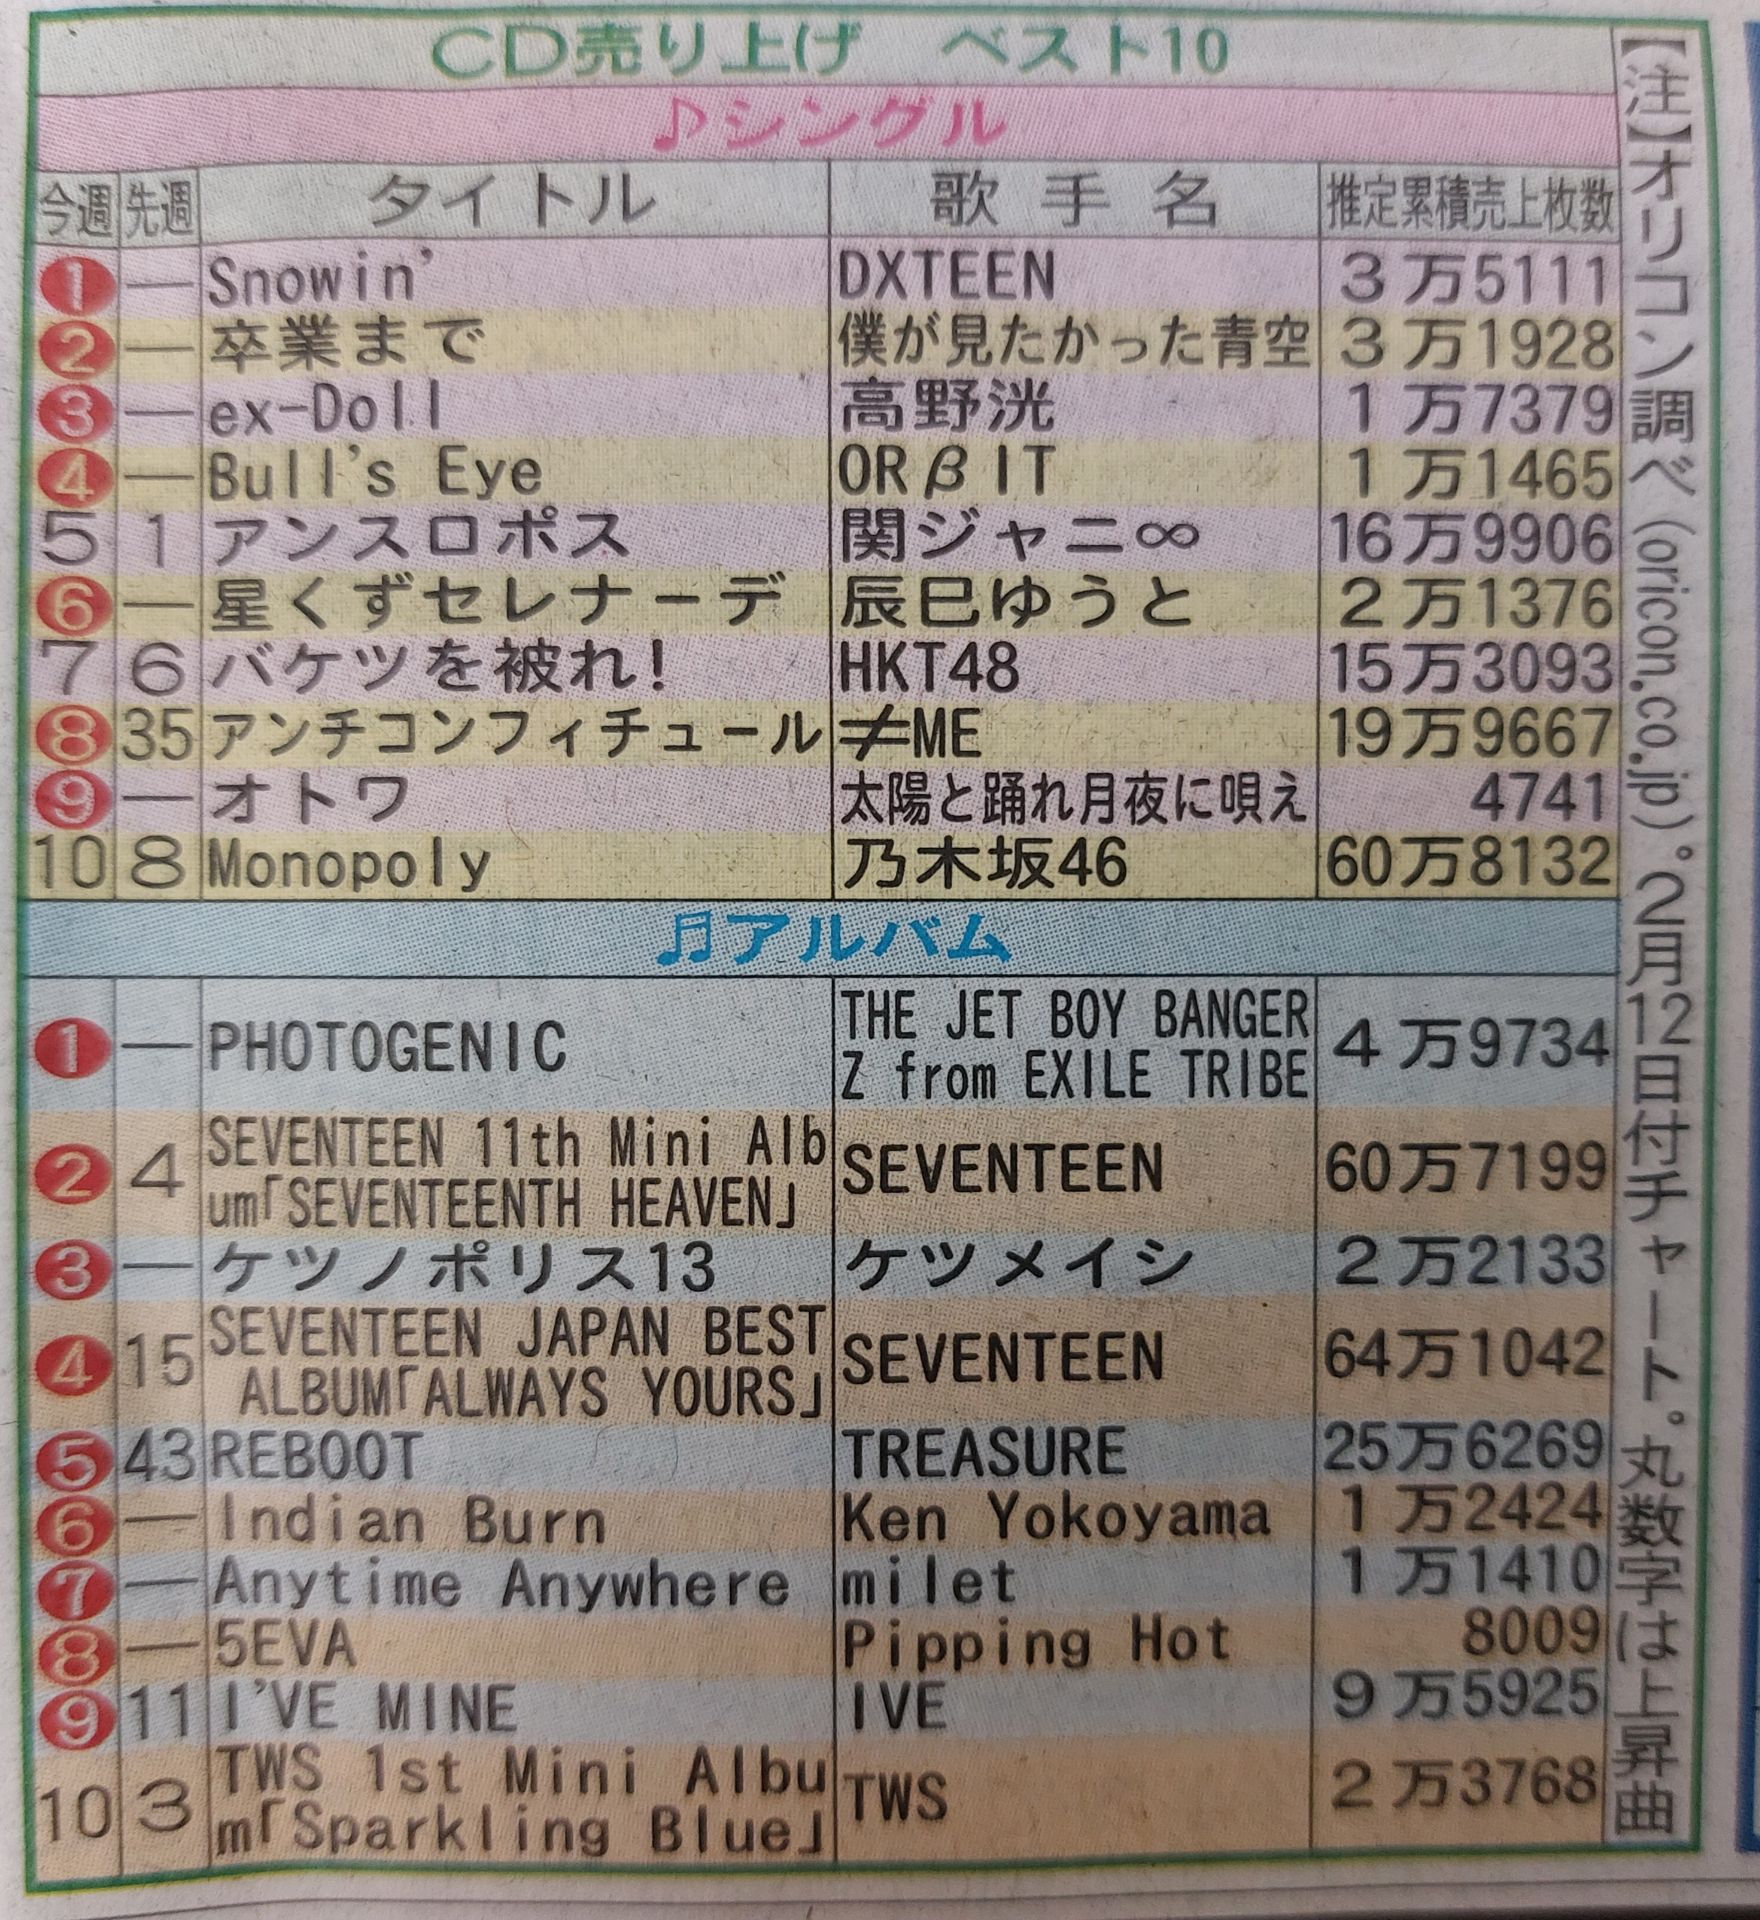 CD売り上げ　ベスト10
♪シングル
今週 先週 タイトル 歌手名 推定累積売上枚数
1 ― Snowin' DXTEEN 3万5111
2 ― 卒業まで 僕が見たかった青空 3万1928
3 ― ex-Doll 高野洸 1万7379
4 ― Bull's Eye ORβIT 1万1465
5 1 アンスロポス 関ジャニ∞ 16万9906
6 ― 星くずセレナーデ 辰巳ゆうと 2万1376
7 6 バケツを被れ! HKT48 15万3093
8 35 アンチコンフィチュール ≠ME 19万9667
9 ― オトワ 太陽と踊れ月夜に唄え 4741
10 8 Monopoly 乃木坂46 60万8132
♬アルバム
1 ― PHOTOGENIC THE JET BOY BANGER
Z from EXILE TRIBE 4万9734
2 4 SEVENTEEN 11th Mini Alb
um「SEVENTEENTH HEAVEN」 SEVENTEEN 60万7199
3 ― ケツノポリス13 ケツメイシ 2万2133
4 15 SEVENTEEN JAPAN BEST
ALBUM「ALWAYS YOURS」 SEVENTEEN 64万1042
5 43 REBOOT TREASURE 25万6269
6 ― Indian Burn Ken Yokoyama 1万2424
7 ― Anytime Anywhere milet 1万1410
8 ― 5EVA Pipping Hot 8009
9 11 I'VE MINE IVE 9万5925
10 3 TWS 1st Mini Albu
m「Sparkling Blue」 TWS 2万3768
【注】オリコン調べ(oricon.co.jp)。2月12日付チャート。丸数字は上昇曲